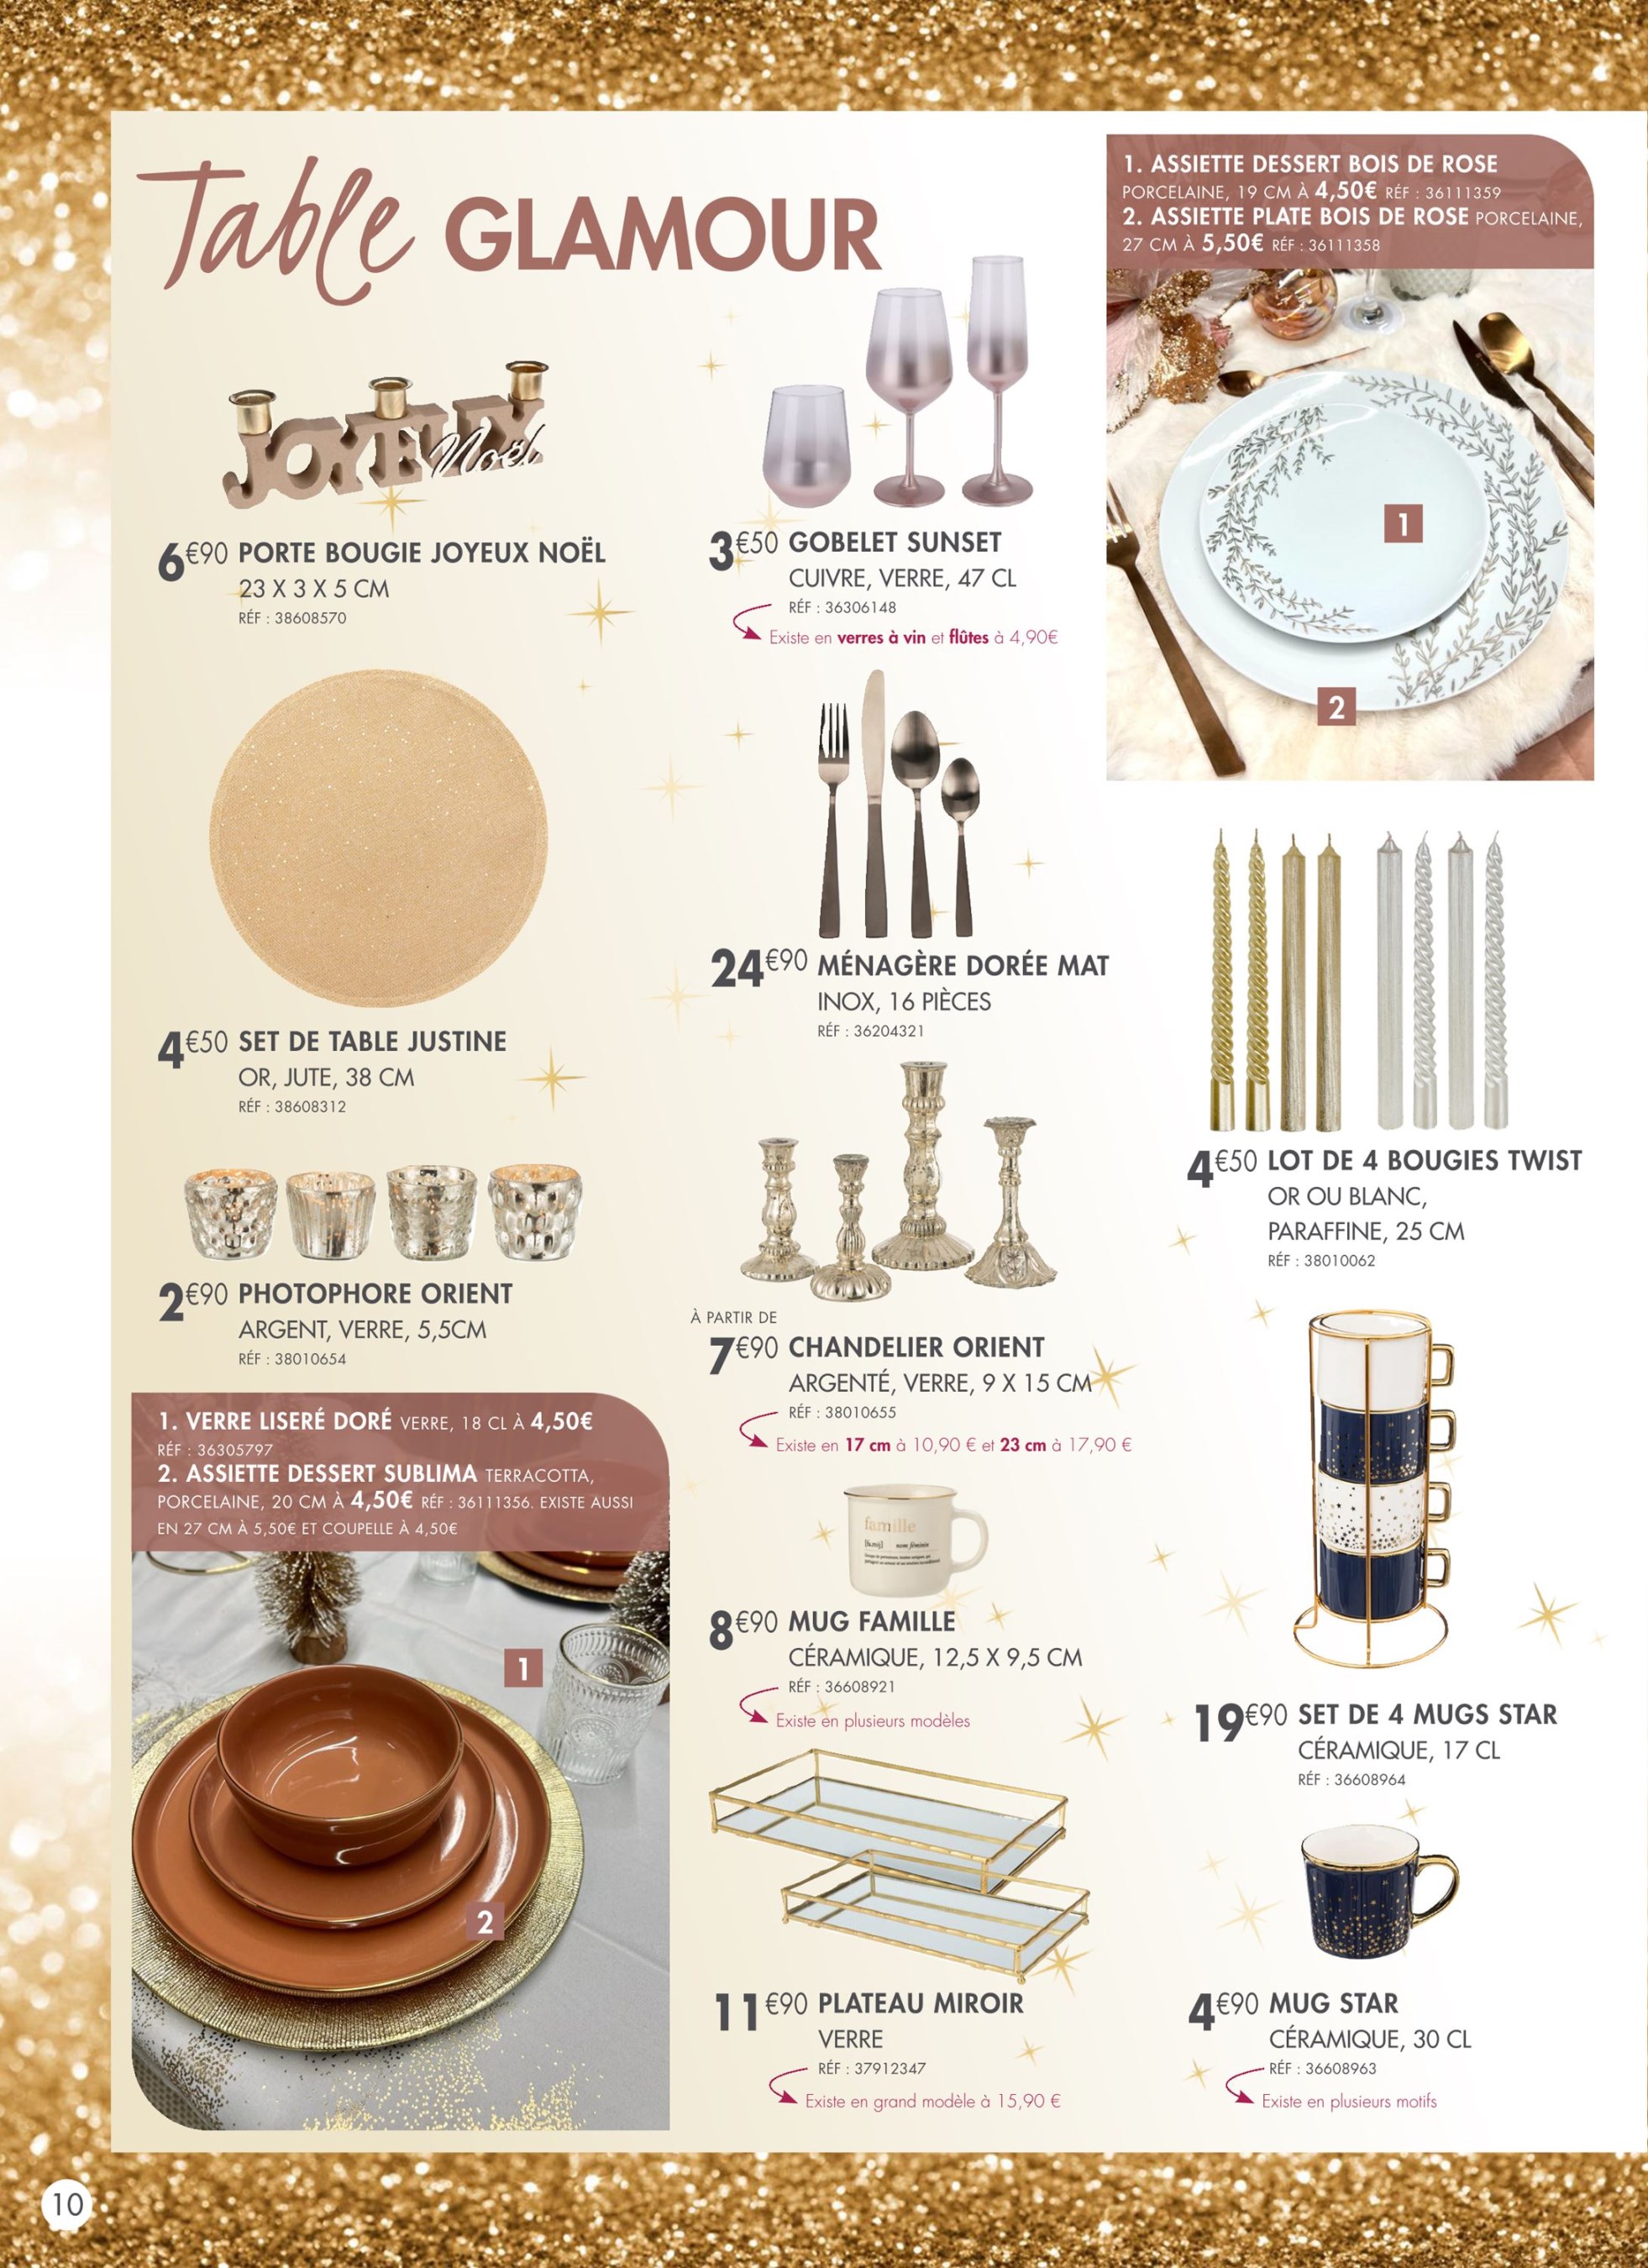 Table GLAMOUR
1. ASSIETTE DESSERT BOIS DE ROSE
PORCELAINE, 19 CM À 4,50€ RÉF : 36111359
2. ASSIETTE PLATE BOIS DE ROSE PORCELAINE,
27 CM À 5,50€ RÉF : 36111358
1
2
JOYEUX
Noël
6€90 PORTE BOUGIE JOYEUX NOËL
23 X 3 X 5 CM
RÉF : 38608570
3€50 GOBELET SUNSET
CUIVRE, VERRE, 47 CL
RÉF : 36306148
Existe en verres à vin et flûtes à 4,90€
4€50 SET DE TABLE JUSTINE
OR, JUTE, 38 CM
RÉF : 38608312
24€90 MÉNAGÈRE DORÉE MAT
INOX, 16 PIÈCES
RÉF : 36204321
4€50 LOT DE 4 BOUGIES TWIST
OR OU BLANC,
PARAFFINE, 25 CM
RÉF : 38010062
2€90 PHOTOPHORE ORIENT
ARGENT, VERRE, 5,5CM
RÉF : 38010654
À PARTIR DE
7€90 CHANDELIER ORIENT
ARGENTÉ, VERRE, 9 X 15 CM
RÉF : 38010655
Existe en 17 cm à 10,90 € et 23 cm à 17,90 €
1. VERRE LISERÉ DORÉ VERRE, 18 CL À 4,50€
RÉF : 36305797
2. ASSIETTE DESSERT SUBLIMA TERRACOTTA,
PORCELAINE, 20 CM À 4,50€ RÉF : 36111356. EXISTE AUSSI
EN 27 CM À 5,50€ ET COUPELLE À 4,50€
1
2
famille
nom féminin
8€90 MUG FAMILLE
CÉRAMIQUE, 12,5 X 9,5 CM
RÉF : 36608921
Existe en plusieurs modèles
19€90 SET DE 4 MUGS STAR
CÉRAMIQUE, 17 CL
RÉF : 36608964
11€90 PLATEAU MIROIR
VERRE
RÉF : 37912347
Existe en grand modèle à 15,90 €
4€90 MUG STAR
CÉRAMIQUE, 30 CL
RÉF : 36608963
Existe en plusieurs motifs
10